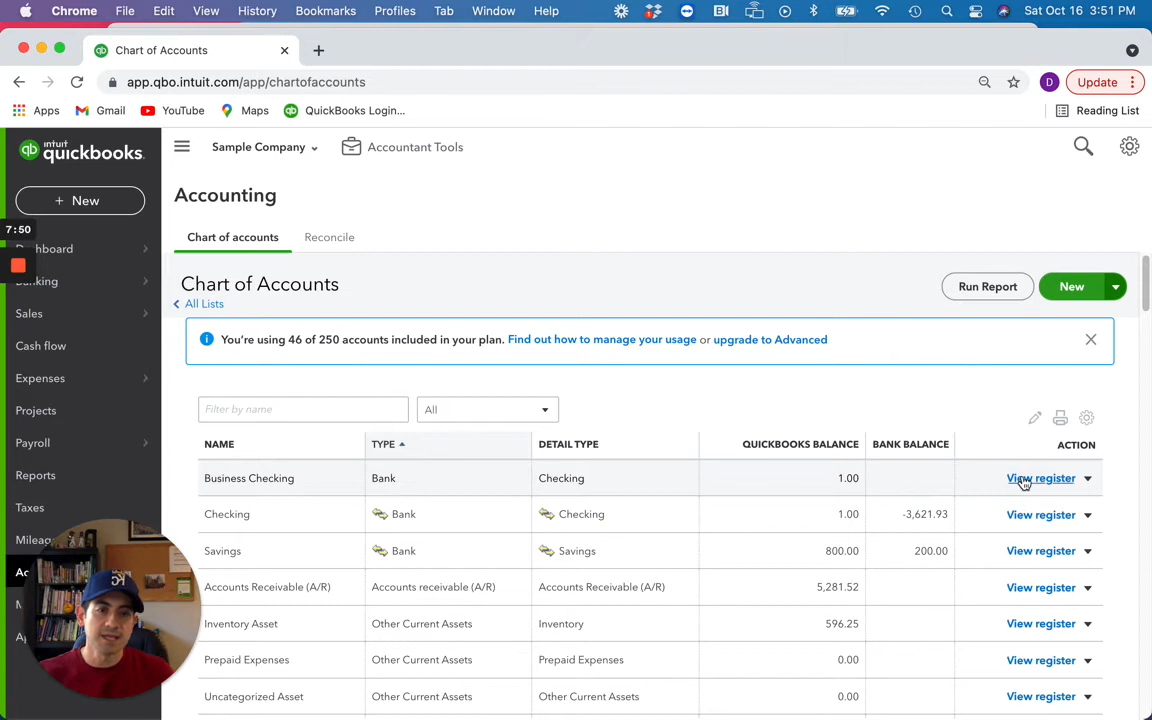 Chrome File Edit View History Bookmarks Profiles Tab Window Help Sat Oct 16 3:51 PM
Chart of Accounts
app.qbo.intuit.com/app/chartofaccounts D Update
Apps Gmail YouTube Maps QuickBooks Login... Reading List
intuit quickbooks.
Sample Company Accountant Tools
+ New
Accounting
7:50
Chart of accounts Reconcile
Dashboard
Banking
Sales
Cash flow
Expenses
Projects
Payroll
Reports
Taxes
Chart of Accounts
All Lists
Run Report New
You're using 46 of 250 accounts included in your plan. Find out how to manage your usage or upgrade to Advanced
Filter by name All
NAME TYPE DETAIL TYPE QUICKBOOKS BALANCE BANK BALANCE ACTION
Business Checking Bank Checking 1.00 View register
Checking Bank Checking 1.00 -3,621.93 View register
Savings Bank Savings 800.00 200.00 View register
Accounts Receivable (A/R) Accounts receivable (A/R) Accounts Receivable (A/R) 5,281.52 View register
Inventory Asset Other Current Assets Inventory 596.25 View register
Prepaid Expenses Other Current Assets Prepaid Expenses 0.00 View register
Uncategorized Asset Other Current Assets Other Current Assets 0.00 View register